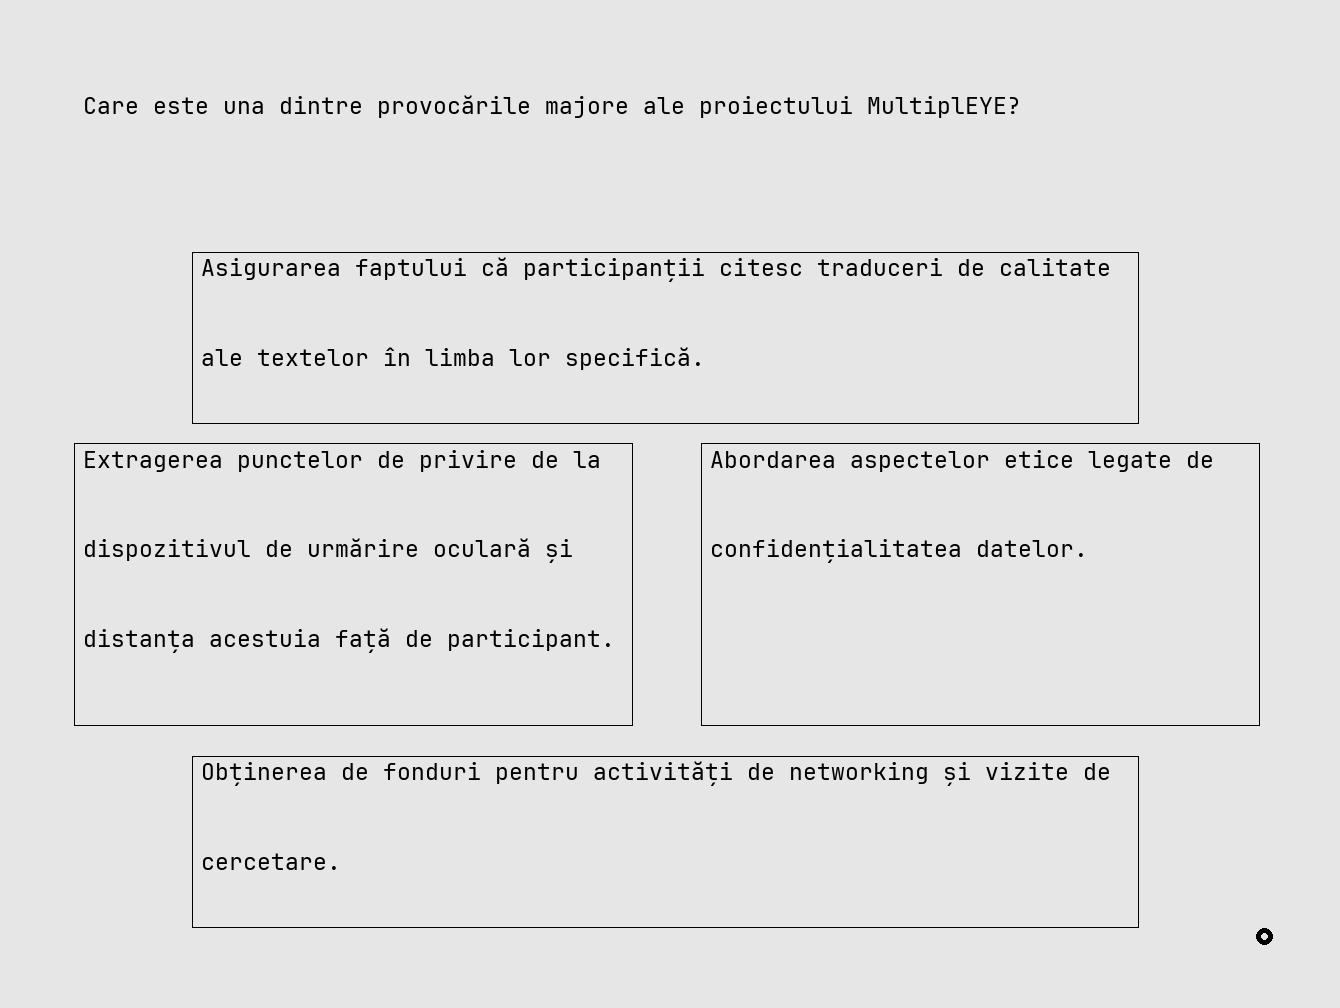 Care este una dintre provocările majore ale proiectului MultiplEYE?
Asigurarea faptului că participanții citesc traduceri de calitate
ale textelor în limba lor specifică.
Extragerea punctelor de privire de la
dispozitivul de urmărire oculară și
distanța acestuia față de participant.
Abordarea aspectelor etice legate de
confidențialitatea datelor.
Obținerea de fonduri pentru activități de networking și vizite de
cercetare.